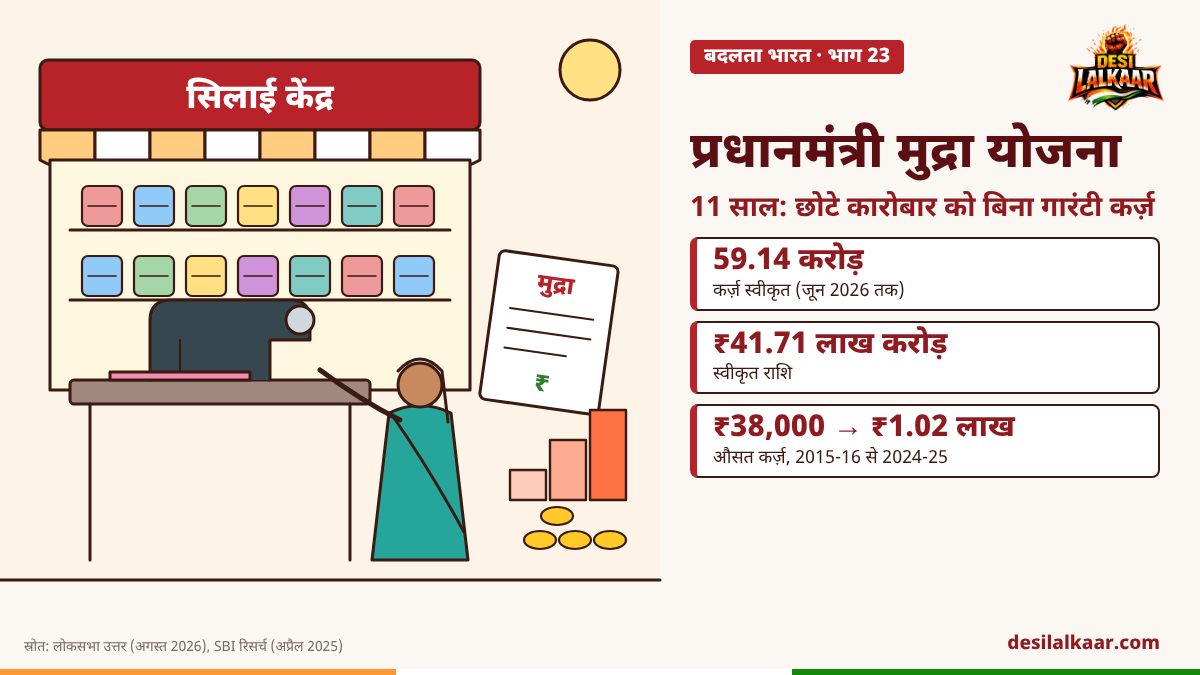 सिलाई केंद्र
मुद्रा
₹
बदलता भारत · भाग 23
DESI
LALKAAR
प्रधानमंत्री मुद्रा योजना
11 साल: छोटे कारोबार को बिना गारंटी कर्ज़
59.14 करोड़
कर्ज़ स्वीकृत (जून 2026 तक)
₹41.71 लाख करोड़
स्वीकृत राशि
₹38,000 → ₹1.02 लाख
औसत कर्ज़, 2015-16 से 2024-25
स्रोत: लोकसभा उत्तर (अगस्त 2026), SBI रिसर्च (अप्रैल 2025)
desilalkaar.com